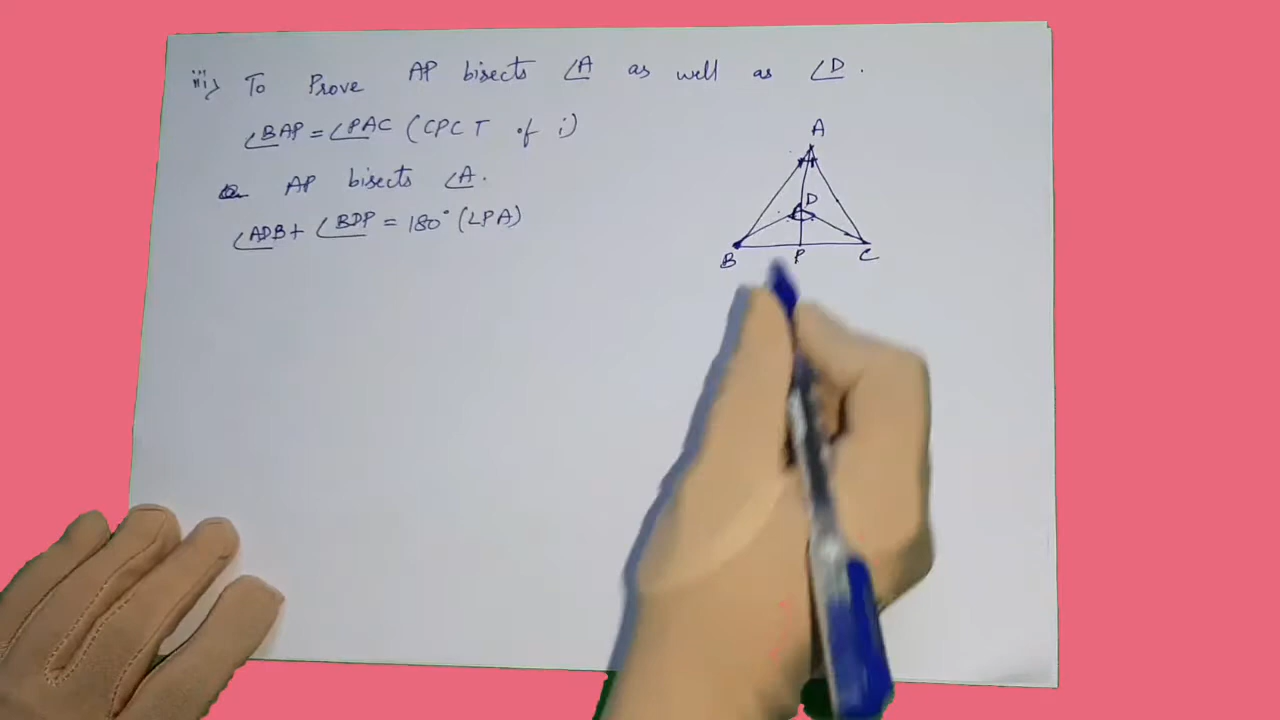 iii> To Prove AP bisects ∠A as well as ∠D.
∠BAP = ∠PAC (CPCT of i)
AP bisects ∠A.
∠ADB + ∠BDP = 180° (LPA)
A
D
B P C